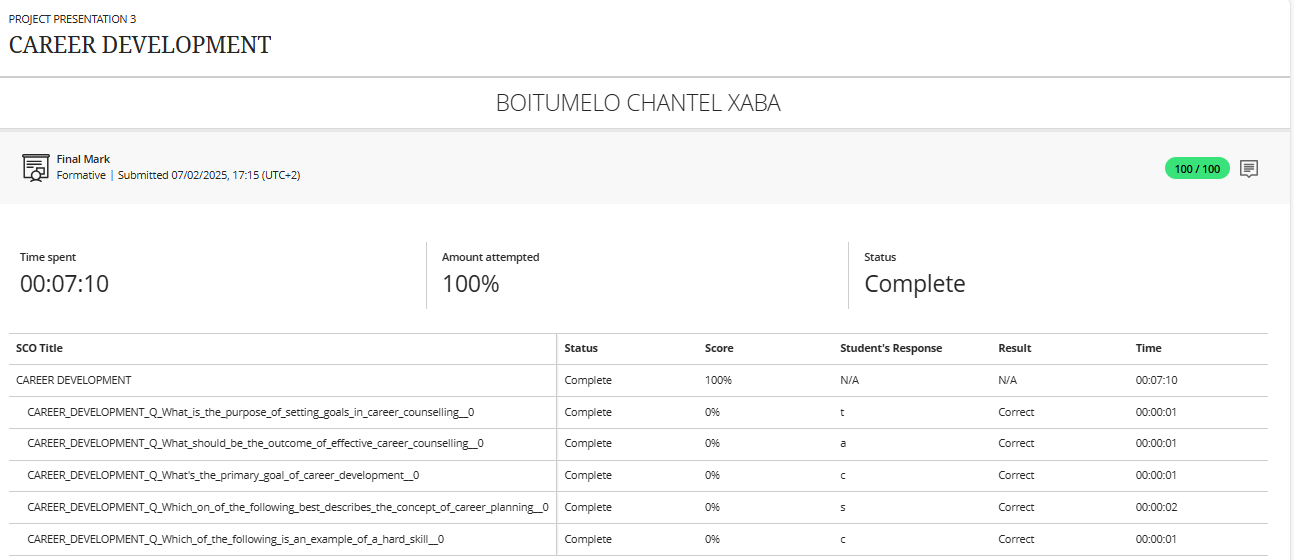 PROJECT PRESENTATION 3
CAREER DEVELOPMENT
BOITUMELO CHANTEL XABA
Final Mark
Formative | Submitted 07/02/2025, 17:15 (UTC+2)
100 / 100
Time spent
00:07:10
Amount attempted
100%
Status
Complete
SCO Title Status Score Student's Response Result Time
CAREER DEVELOPMENT Complete 100% N/A N/A 00:07:10
CAREER_DEVELOPMENT_Q_What_is_the_purpose_of_setting_goals_in_career_counselling__0 Complete 0% t Correct 00:00:01
CAREER_DEVELOPMENT_Q_What_should_be_the_outcome_of_effective_career_counselling__0 Complete 0% a Correct 00:00:01
CAREER_DEVELOPMENT_Q_What's_the_primary_goal_of_career_development__0 Complete 0% c Correct 00:00:01
CAREER_DEVELOPMENT_Q_Which_on_of_the_following_best_describes_the_concept_of_career_planning__0 Complete 0% s Correct 00:00:02
CAREER_DEVELOPMENT_Q_Which_of_the_following_is_an_example_of_a_hard_skill__0 Complete 0% c Correct 00:00:01